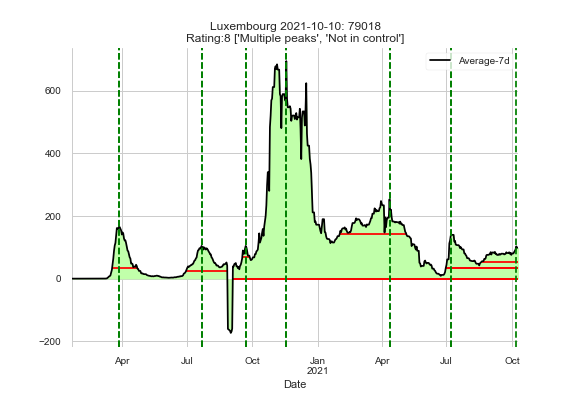 Luxembourg 2021-10-10: 79018
Rating:8 ['Multiple peaks', 'Not in control']
Average-7d
600
400
200
0
−200
Apr
Jul
Oct
Jan
2021
Apr
Jul
Oct
Date